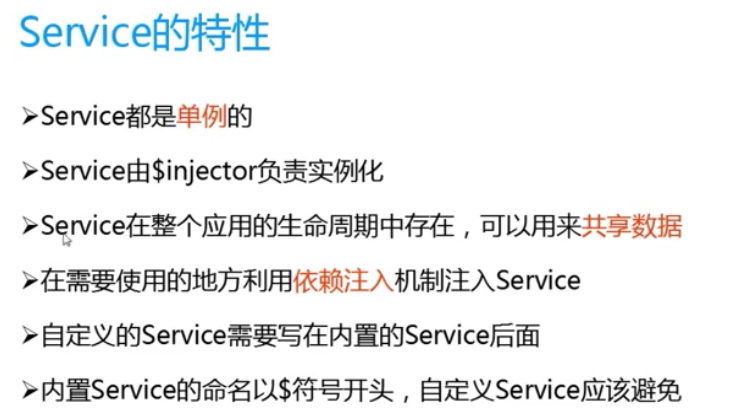 Service的特性
➢Service都是单例的
➢Service由$injector负责实例化
➢Service在整个应用的生命周期中存在，可以用来共享数据
➢在需要使用的地方利用依赖注入机制注入Service
➢自定义的Service需要写在内置的Service后面
➢内置Service的命名以$符号开头，自定义Service应该避免